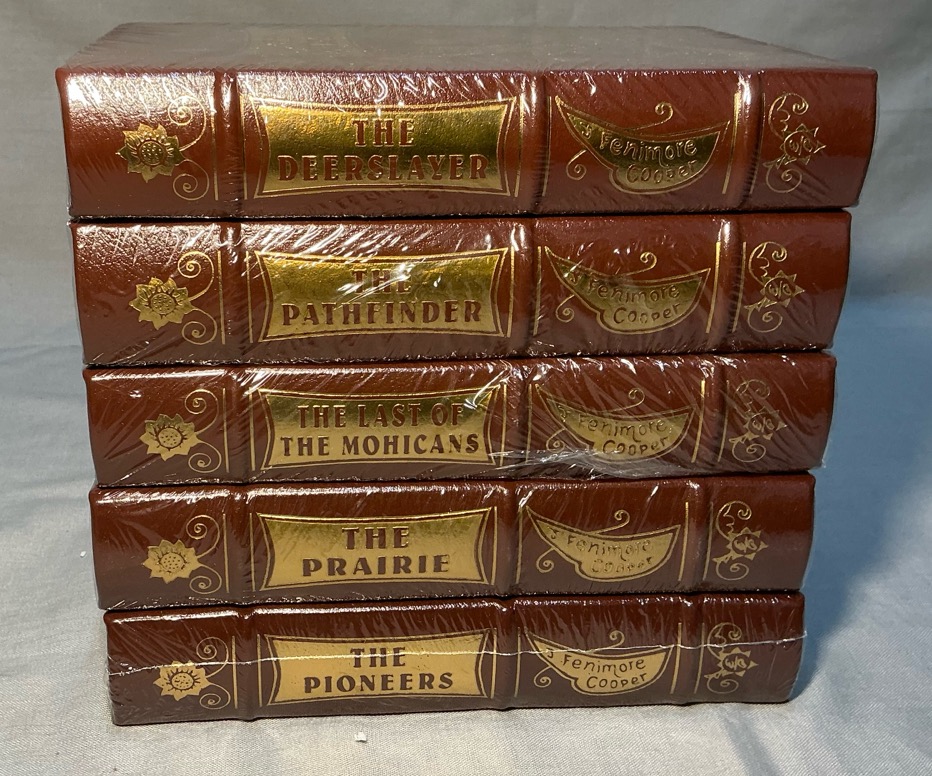 THE
DEERSLAYER
J Fenimore
Cooper
THE
PATHFINDER
J Fenimore
Cooper
THE LAST OF
THE MOHICANS
J Fenimore
Cooper
THE
PRAIRIE
J Fenimore
Cooper
THE
PIONEERS
J Fenimore
Cooper